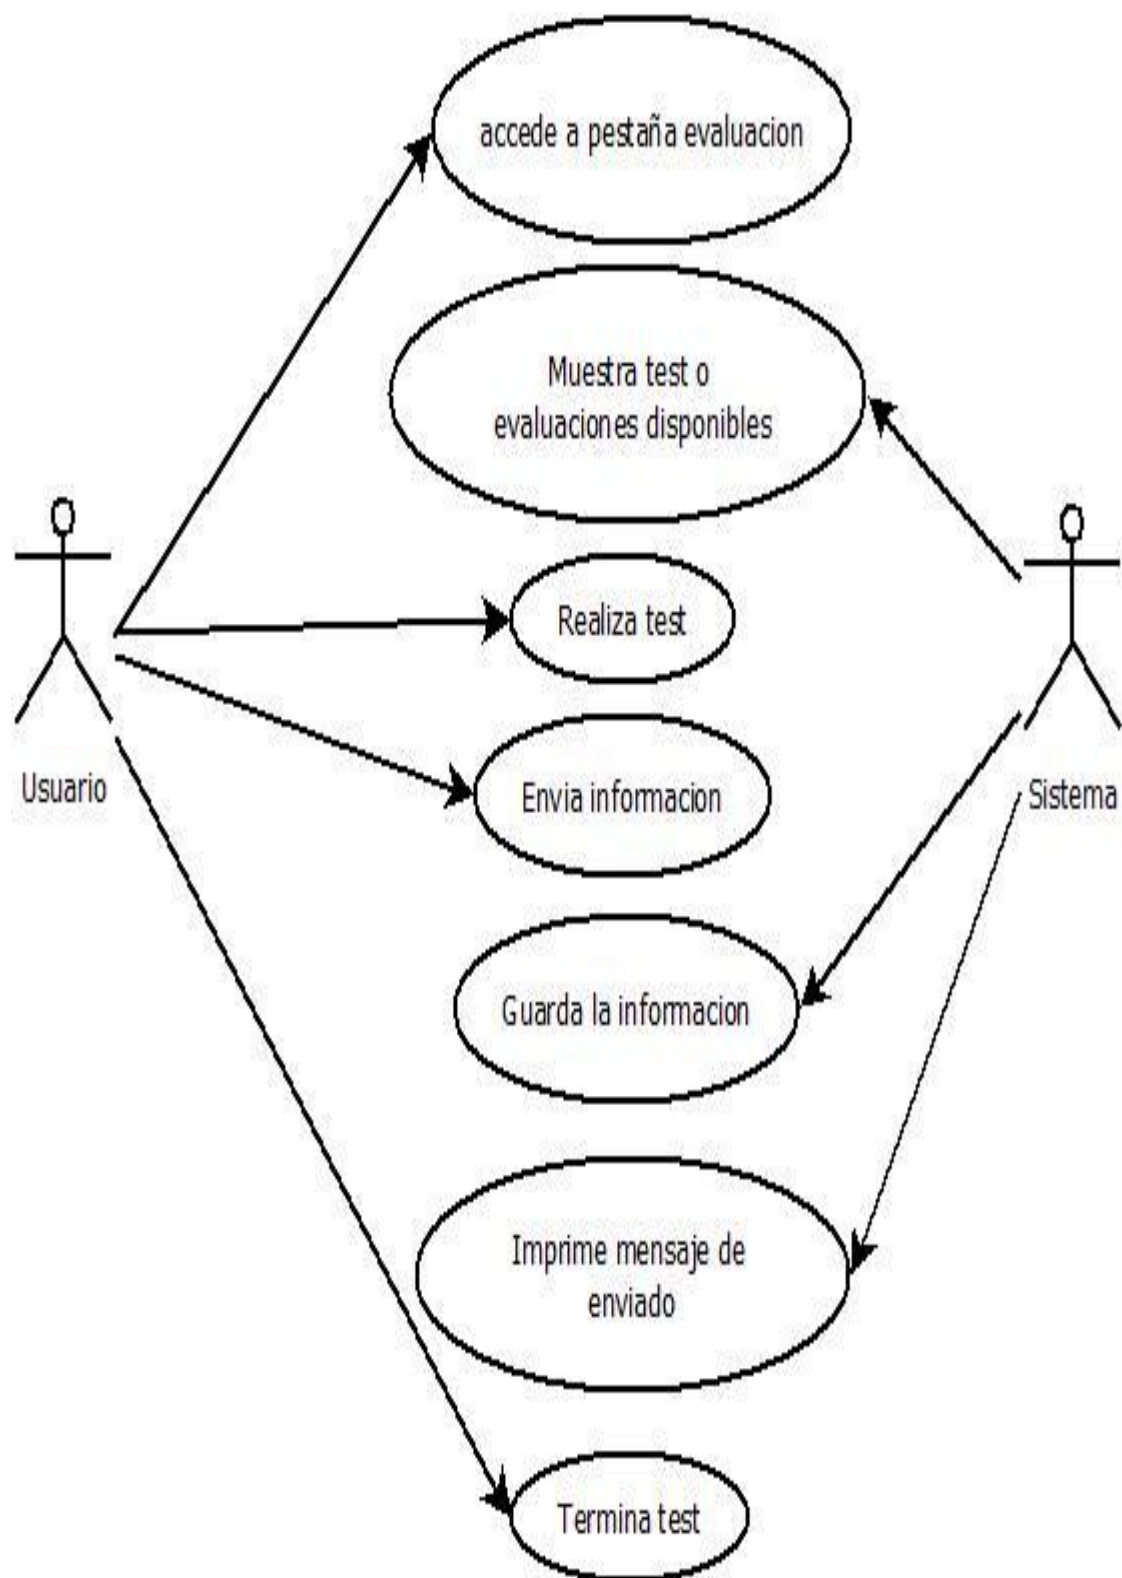 accede a pestaña evaluacion
Muestra test o
evaluaciones disponibles
Realiza test
Usuario
Envia informacion
Sistema
Guarda la informacion
Imprime mensaje de
enviado
Termina test